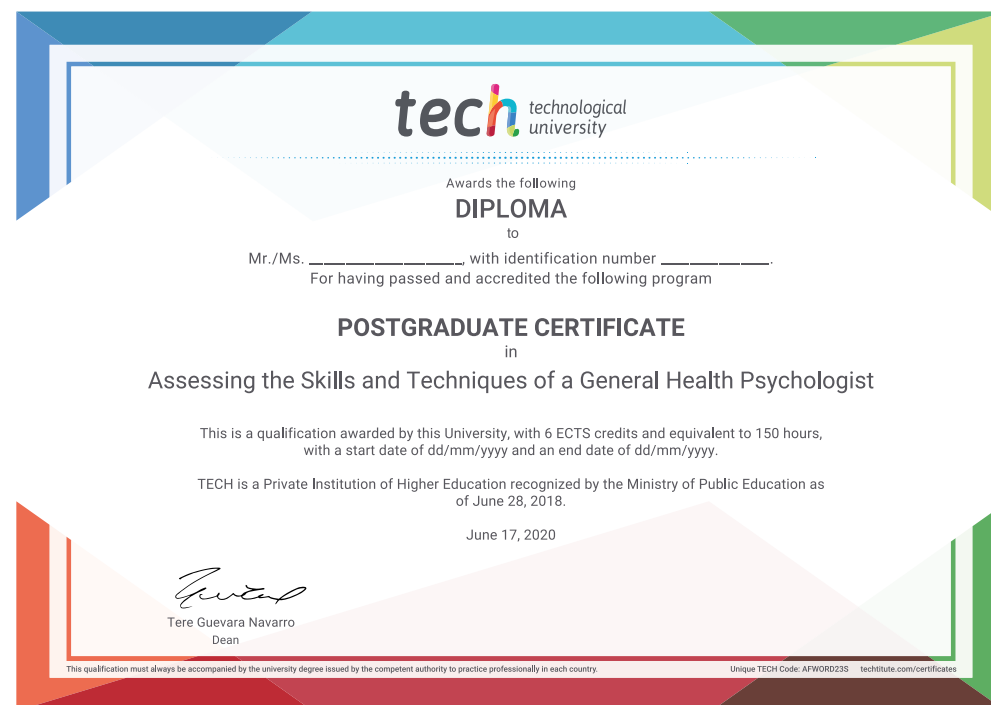 tech technological
university
Awards the following
DIPLOMA
to
Mr./Ms. ____________________, with identification number ______________.
For having passed and accredited the following program
POSTGRADUATE CERTIFICATE
in
Assessing the Skills and Techniques of a General Health Psychologist
This is a qualification awarded by this University, with 6 ECTS credits and equivalent to 150 hours,
with a start date of dd/mm/yyyy and an end date of dd/mm/yyyy.
TECH is a Private Institution of Higher Education recognized by the Ministry of Public Education as
of June 28, 2018.
June 17, 2020
Tere Guevara Navarro
Dean
This qualification must always be accompanied by the university degree issued by the competent authority to practice professionally in each country.
Unique TECH Code: AFWORD23S techtitute.com/certificates